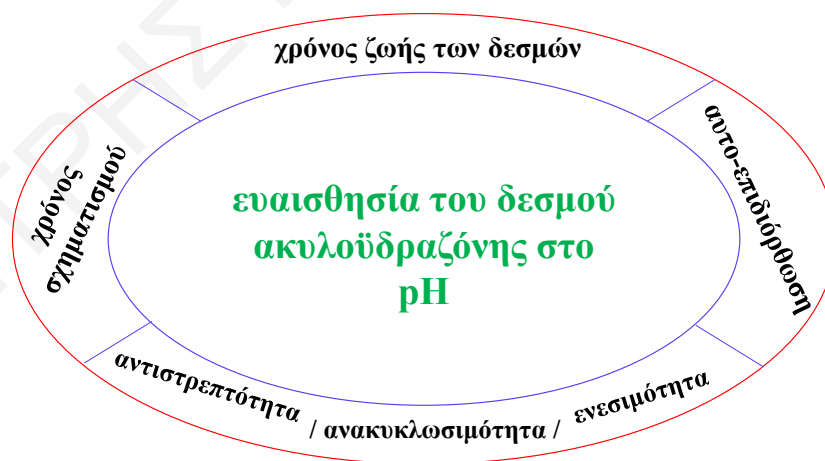 χρόνος ζωής των δεσμών
χρόνος
σχηματισμού
αυτο-επιδιόρθωση
ευαισθησία του δεσμού
ακυλοϋδραζόνης στο
pH
αντιστρεπτότητα
/ ανακυκλωσιμότητα /
ενεσιμότητα